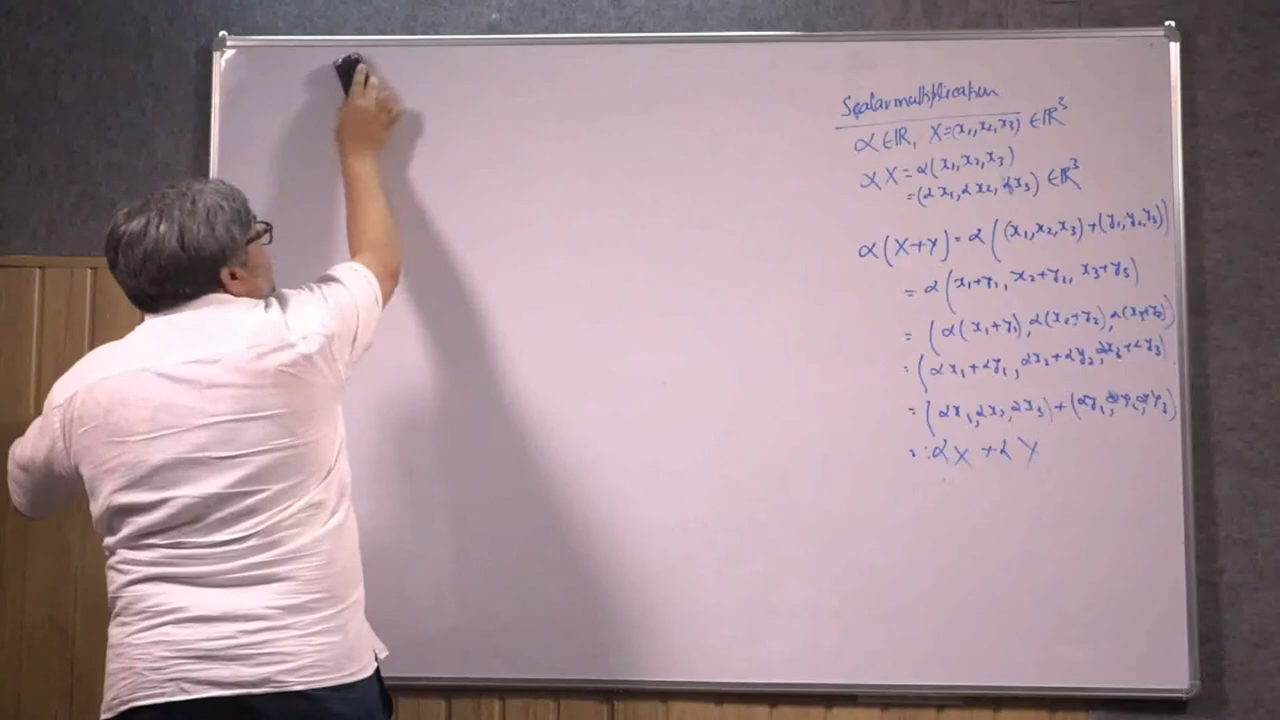 Scalar multiplication
α ∈ ℝ, X = (x₁, x₂, x₃) ∈ ℝ³
αX = α(x₁, x₂, x₃)
= (αx₁, αx₂, αx₃) ∈ ℝ³
α(X+Y) = α((x₁, x₂, x₃) + (y₁, y₂, y₃))
= α(x₁+y₁, x₂+y₂, x₃+y₃)
= (α(x₁+y₁), α(x₂+y₂), α(x₃+y₃))
= (αx₁+αy₁, αx₂+αy₂, αx₃+αy₃)
= (αx₁, αx₂, αx₃) + (αy₁, αy₂, αy₃)
= αX + αY